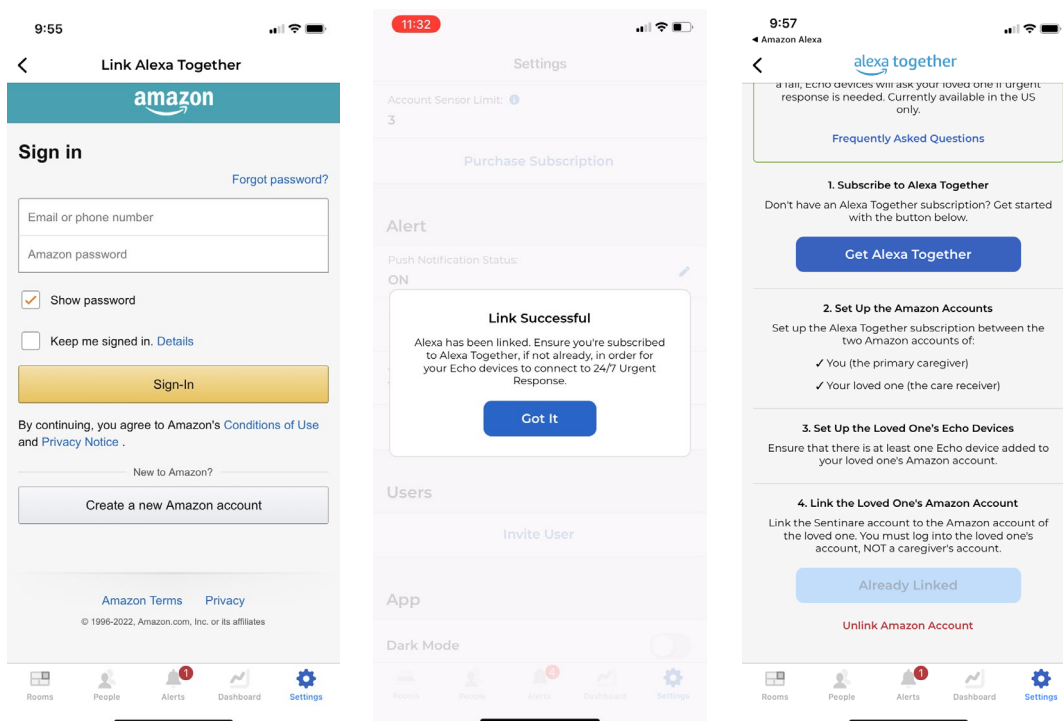 9:55
Link Alexa Together
amazon
Sign in
Forgot password?
Email or phone number
Amazon password
Show password
Keep me signed in. Details
Sign-In
By continuing, you agree to Amazon's Conditions of Use
and Privacy Notice .
New to Amazon?
Create a new Amazon account
Amazon Terms Privacy
© 1996-2022, Amazon.com, Inc. or its affiliates
1
Rooms People Alerts Dashboard Settings
11:32
Settings
Account Sensor Limit:
3
Purchase Subscription
Alert
Push Notification Status:
ON
Link Successful
Alexa has been linked. Ensure you're subscribed
to Alexa Together, if not already, in order for
your Echo devices to connect to 24/7 Urgent
Response.
Got It
Users
Invite User
App
Dark Mode
4
Rooms People Alerts Dashboard Settings
9:57
Amazon Alexa
alexa together
a fall, Echo devices will ask your loved one if urgent
response is needed. Currently available in the US
only.
Frequently Asked Questions
1. Subscribe to Alexa Together
Don't have an Alexa Together subscription? Get started
with the button below.
Get Alexa Together
2. Set Up the Amazon Accounts
Set up the Alexa Together subscription between the
two Amazon accounts of:
✓ You (the primary caregiver)
✓ Your loved one (the care receiver)
3. Set Up the Loved One's Echo Devices
Ensure that there is at least one Echo device added to
your loved one's Amazon account.
4. Link the Loved One's Amazon Account
Link the Sentinare account to the Amazon account of
the loved one. You must log into the loved one's
account, NOT a caregiver's account.
Already Linked
Unlink Amazon Account
1
Rooms People Alerts Dashboard Settings